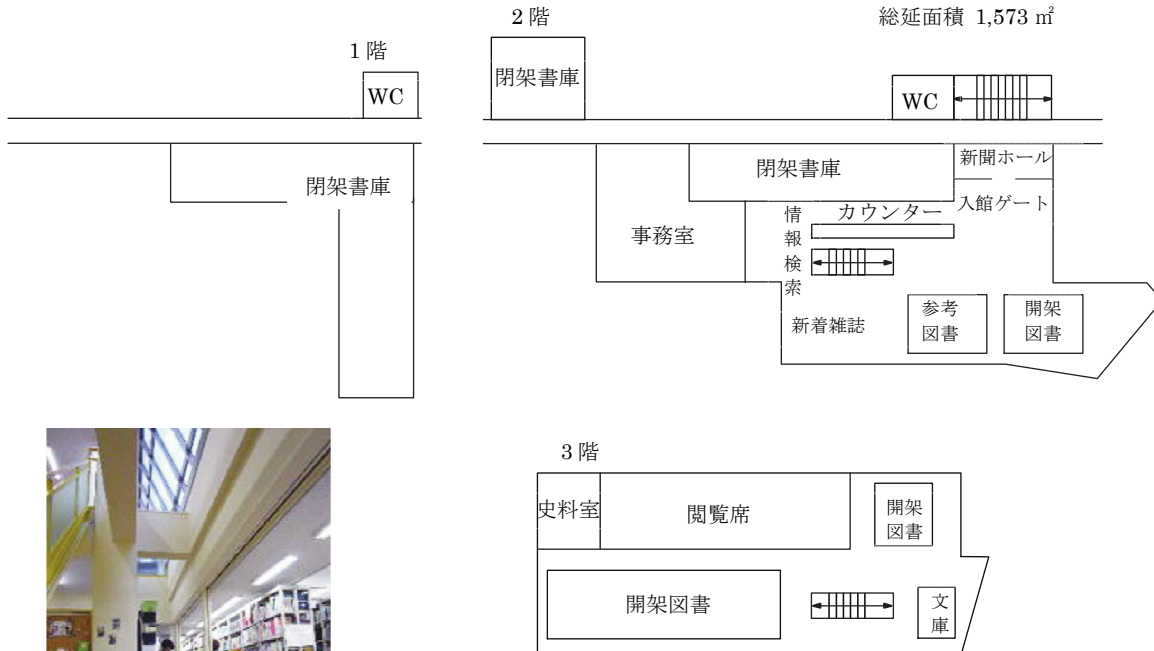 1 階
WC
閉架書庫
2 階
総延面積 1,573 ㎡
閉架書庫
WC
新聞ホール
閉架書庫
入館ゲート
事務室
情報検索
カウンター
新着雑誌
参考
図書
開架
図書
3 階
史料室
閲覧席
開架
図書
開架図書
文
庫